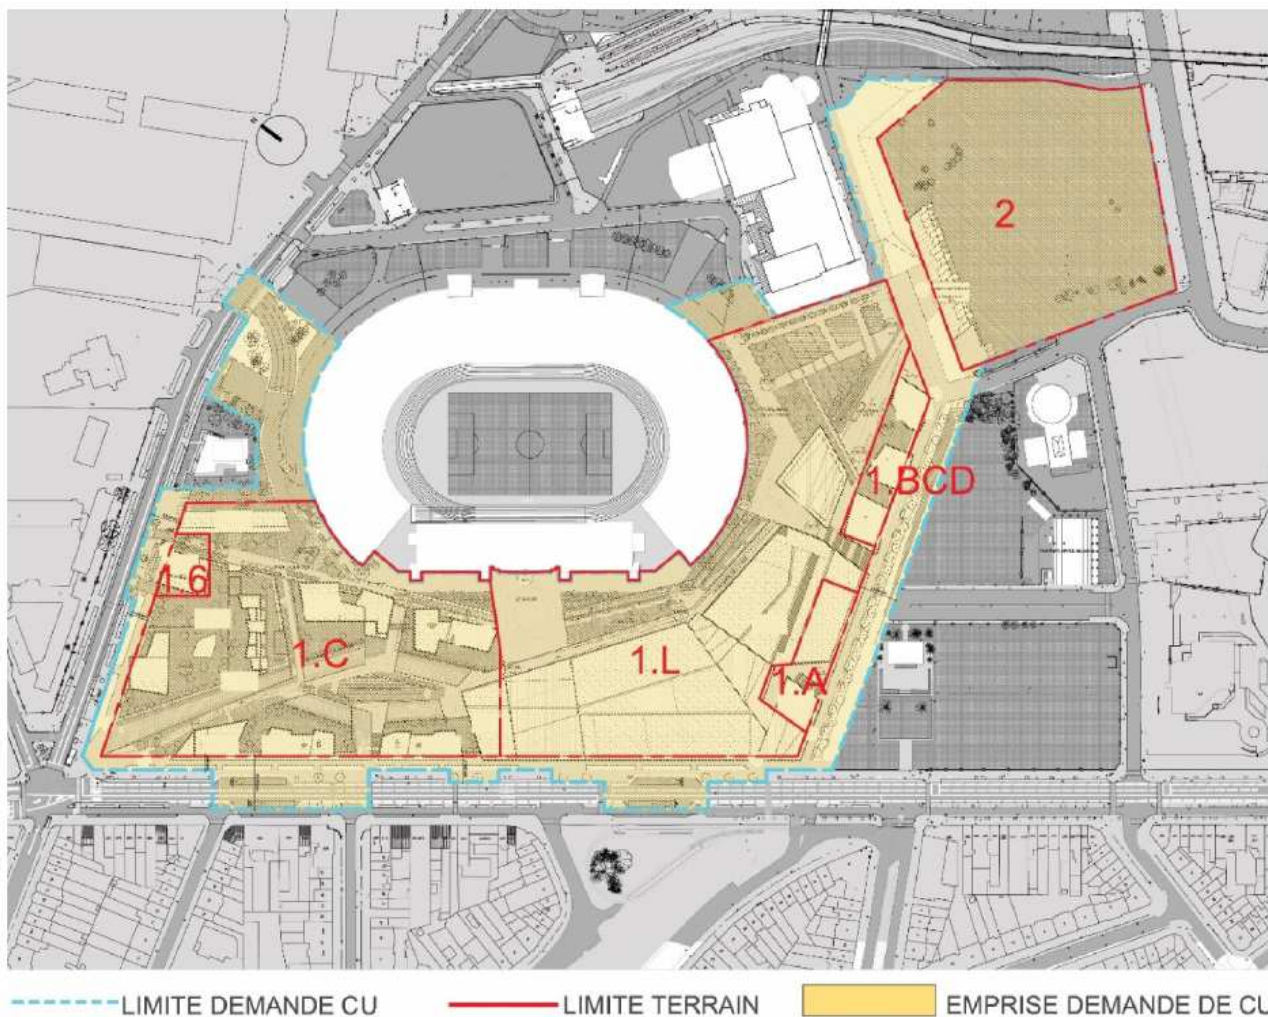 2
1.BCD
1.6
1.C
1.L
1.A
LIMITE DEMANDE CU
LIMITE TERRAIN
EMPRISE DEMANDE DE CU